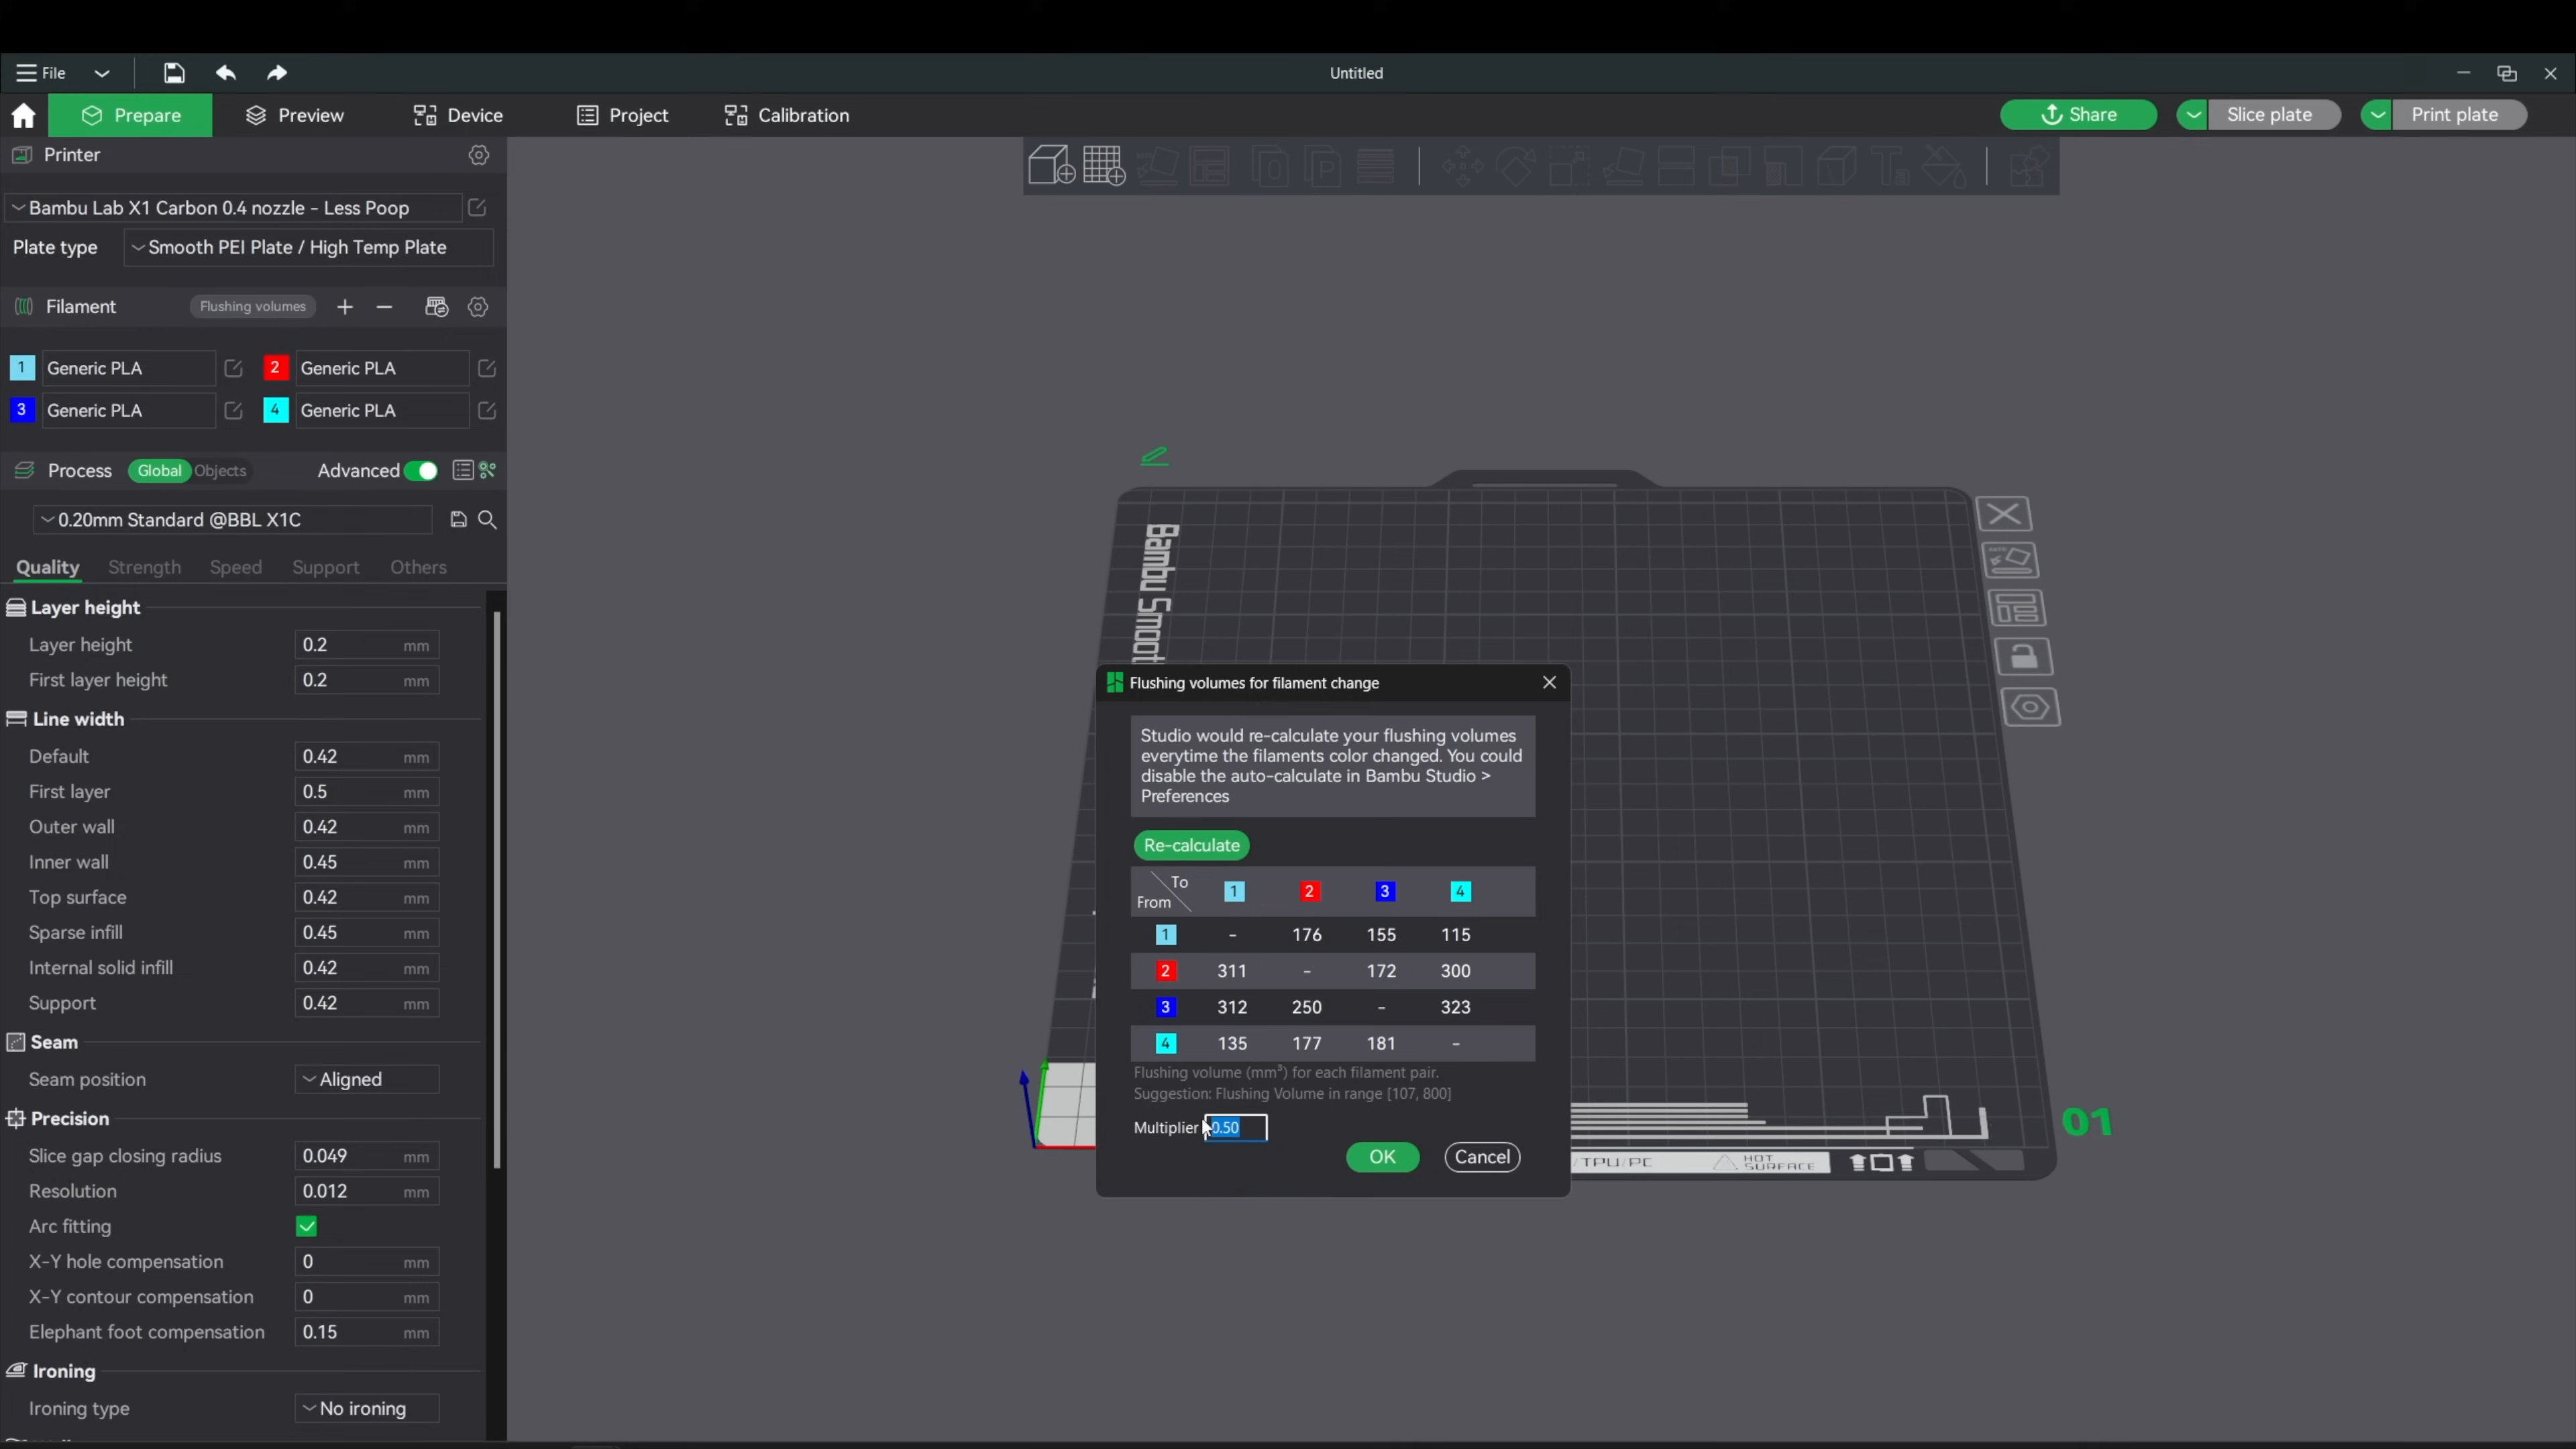 File
Untitled
Prepare
Preview
Device
Project
Calibration
Share
Slice plate
Print plate
Printer
Bambu Lab X1 Carbon 0.4 nozzle - Less Poop
Plate type Smooth PEI Plate / High Temp Plate
Filament Flushing volumes
1 Generic PLA 2 Generic PLA
3 Generic PLA 4 Generic PLA
Process Global Objects Advanced
0.20mm Standard @BBL X1C
Quality Strength Speed Support Others
Layer height
Layer height 0.2 mm
First layer height 0.2 mm
Line width
Default 0.42 mm
First layer 0.5 mm
Outer wall 0.42 mm
Inner wall 0.45 mm
Top surface 0.42 mm
Sparse infill 0.45 mm
Internal solid infill 0.42 mm
Support 0.42 mm
Seam
Seam position Aligned
Precision
Slice gap closing radius 0.049 mm
Resolution 0.012 mm
Arc fitting
X-Y hole compensation 0 mm
X-Y contour compensation 0 mm
Elephant foot compensation 0.15 mm
Ironing
Ironing type No ironing
Bambu Smoot
Flushing volumes for filament change
Studio would re-calculate your flushing volumes
everytime the filaments color changed. You could
disable the auto-calculate in Bambu Studio >
Preferences
Re-calculate
To
From
1 2 3 4
1 - 176 155 115
2 311 - 172 300
3 312 250 - 323
4 135 177 181 -
Flushing volume (mm³) for each filament pair.
Suggestion: Flushing Volume in range [107, 800]
Multiplier 0.50
OK
Cancel
/TPU/PC
HOT
SURFACE
01